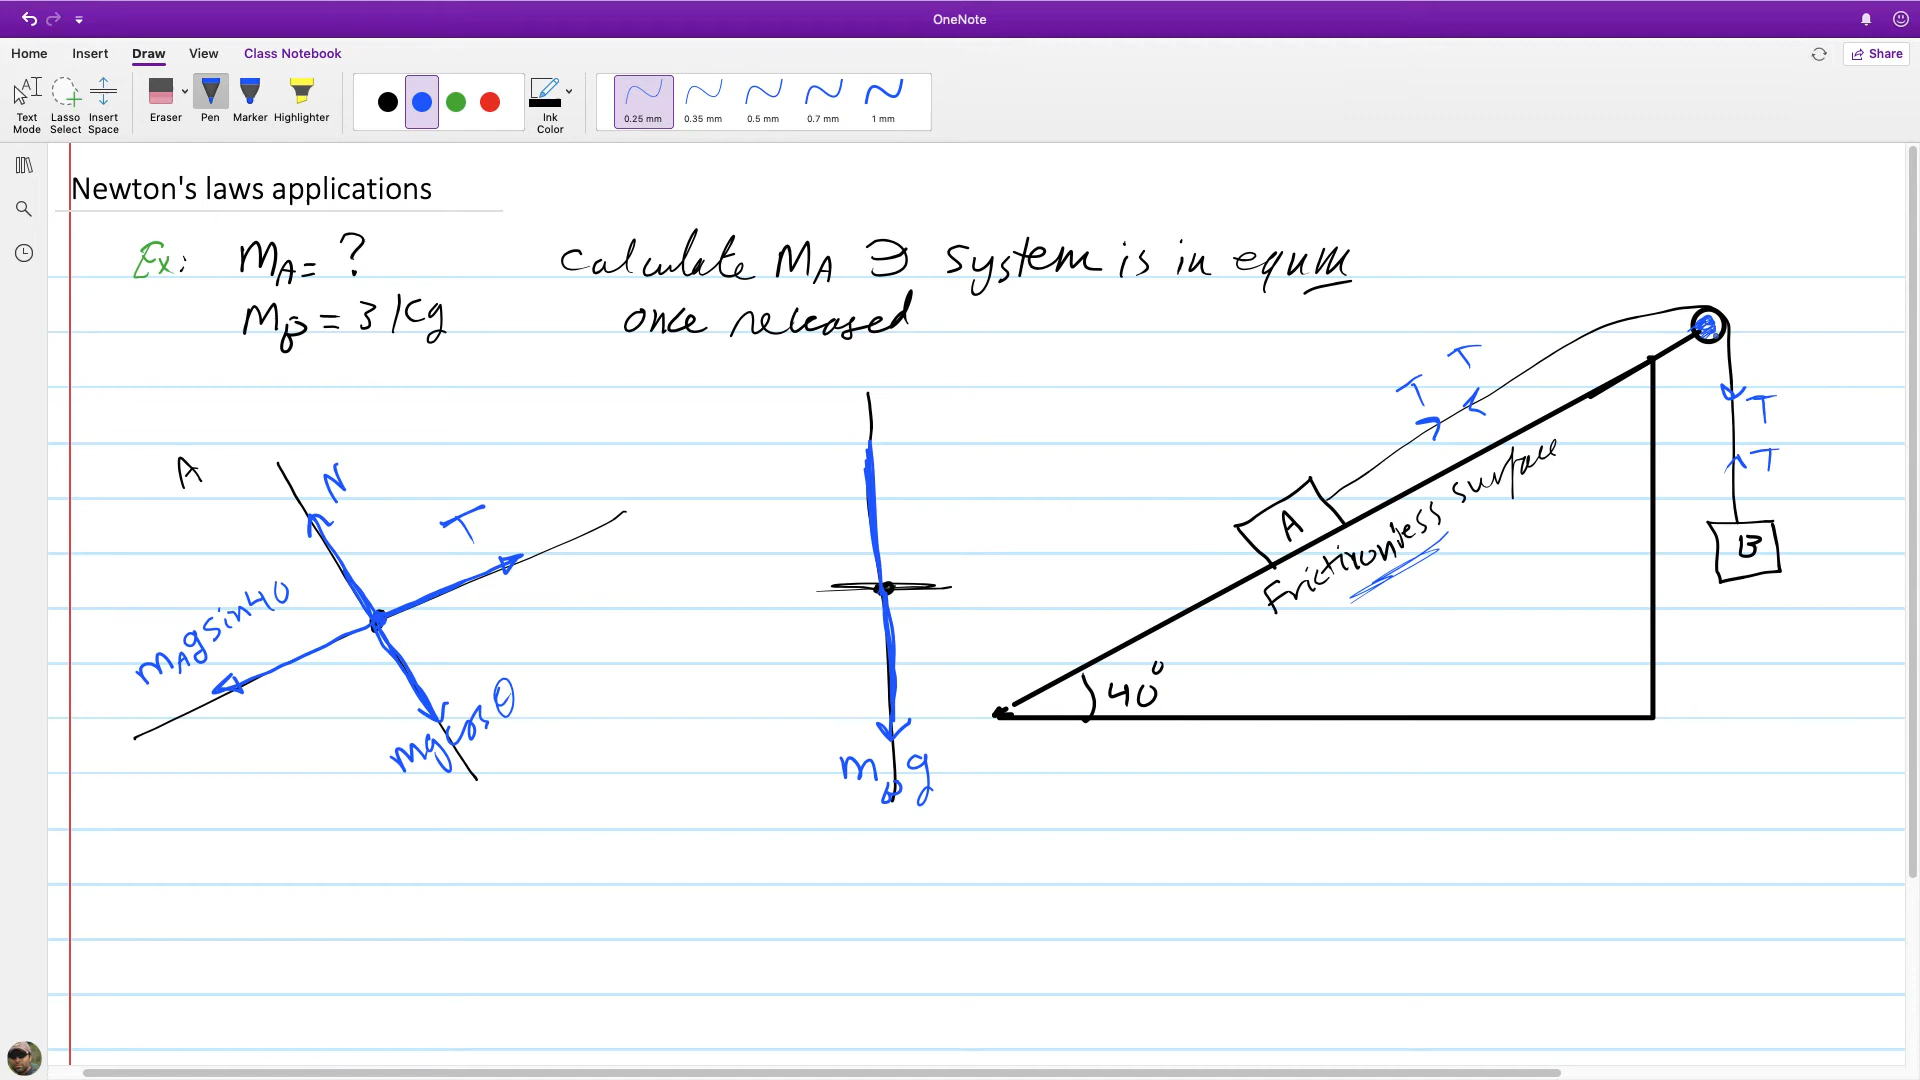 OneNote
Home Insert Draw View Class Notebook
Share
Text Mode
Lasso Select
Insert Space
Eraser
Pen
Marker
Highlighter
Ink Color
0.25 mm
0.35 mm
0.5 mm
0.7 mm
1 mm
Newton's laws applications
Ex: mA = ? calculate MA ∋ system is in equm
mB = 3 kg once released
T T
T
T
A
N
T
mAgsin40
mgcosθ
mBg
A
B
Frictironless surface
40°